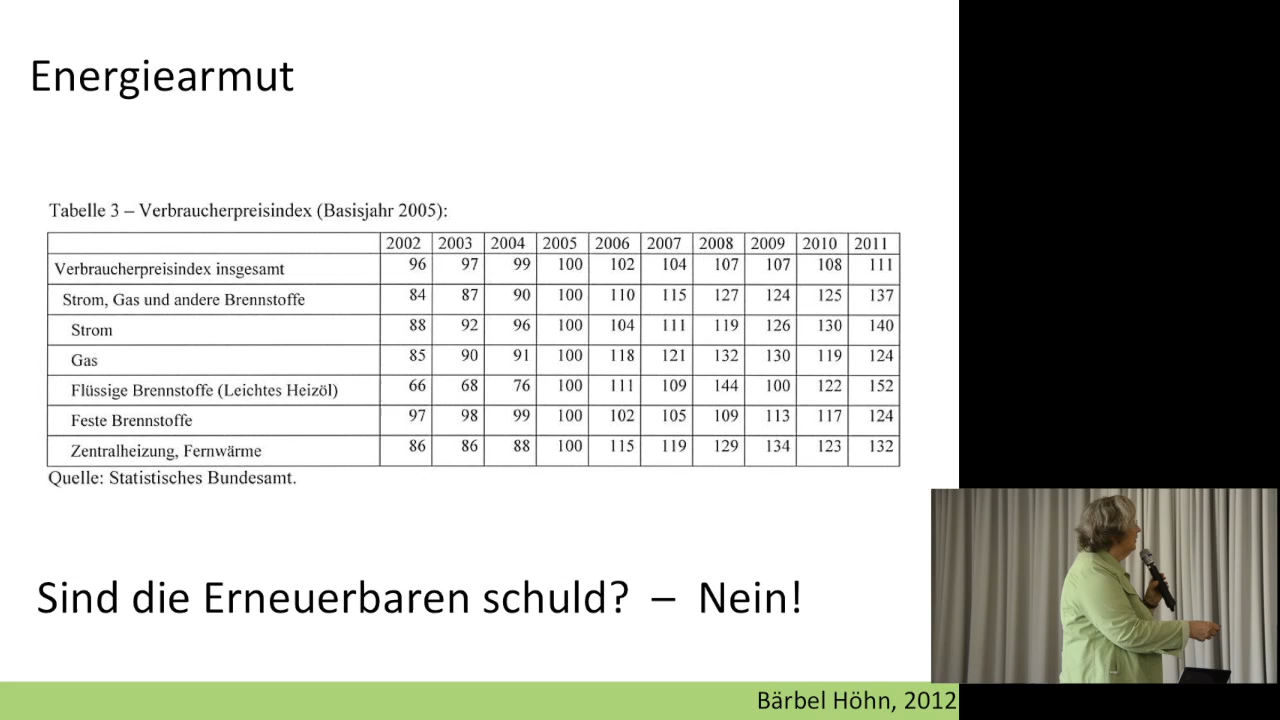 Energiearmut
Tabelle 3 – Verbraucherpreisindex (Basisjahr 2005):
2002 2003 2004 2005 2006 2007 2008 2009 2010 2011
Verbraucherpreisindex insgesamt 96 97 99 100 102 104 107 107 108 111
Strom, Gas und andere Brennstoffe 84 87 90 100 110 115 127 124 125 137
Strom 88 92 96 100 104 111 119 126 130 140
Gas 85 90 91 100 118 121 132 130 119 124
Flüssige Brennstoffe (Leichtes Heizöl) 66 68 76 100 111 109 144 100 122 152
Feste Brennstoffe 97 98 99 100 102 105 109 113 117 124
Zentralheizung, Fernwärme 86 86 88 100 115 119 129 134 123 132
Quelle: Statistisches Bundesamt.
Sind die Erneuerbaren schuld? – Nein!
Bärbel Höhn, 2012